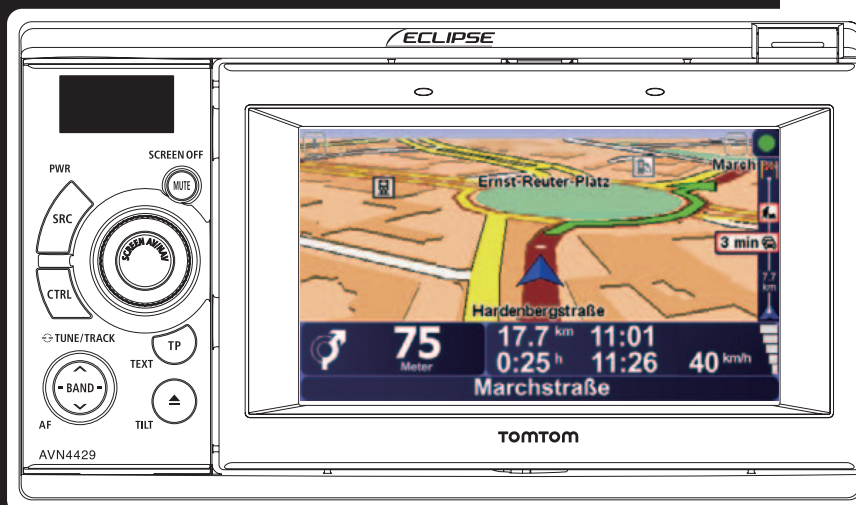 ECLIPSE
PWR
SCREEN OFF
MUTE
SRC
SCREEN AV/NAV
CTRL
TUNE/TRACK
TP
TEXT
BAND
AF
TILT
AVN4429
March
Ernst-Reuter-Platz
3 min
7.7 km
Hardenbergstraße
75 Meter
17.7 km 11:01
0:25 h 11:26 40 km/h
Marchstraße
TOMTOM